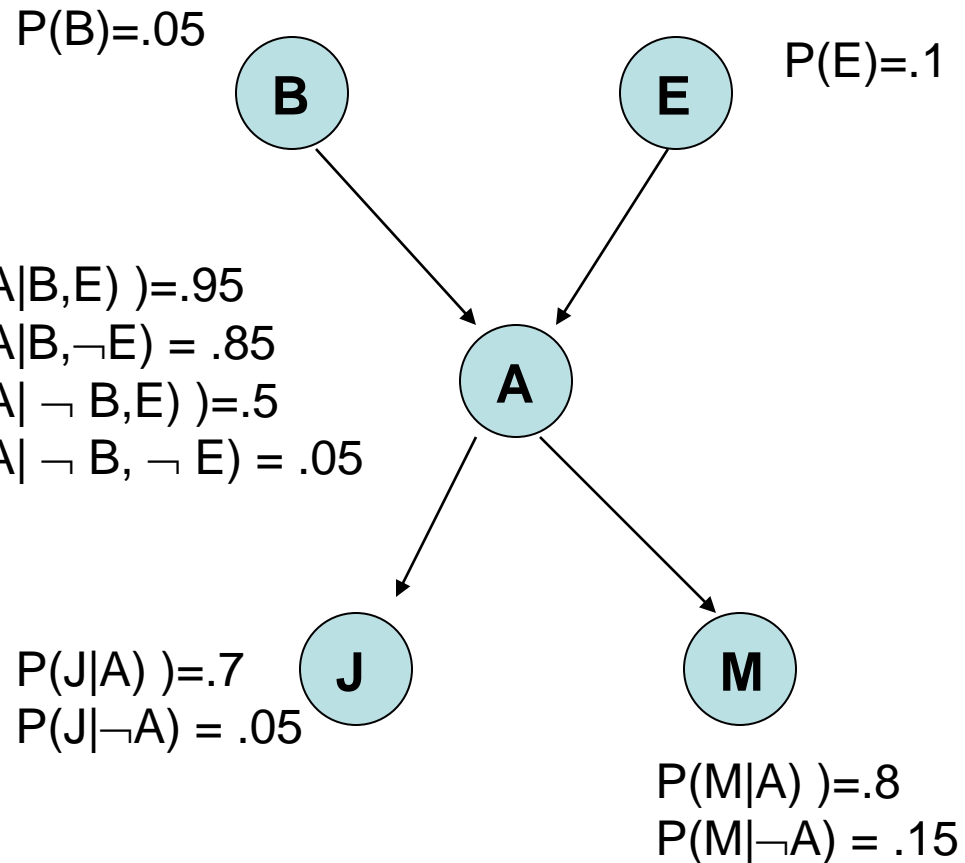 P(B)=.05
B
E
P(E)=.1
A|B,E) )=.95
A|B,¬E) = .85
A| ¬ B,E) )=.5
A| ¬ B, ¬ E) = .05
A
P(J|A) )=.7
P(J|¬A) = .05
J
M
P(M|A) )=.8
P(M|¬A) = .15